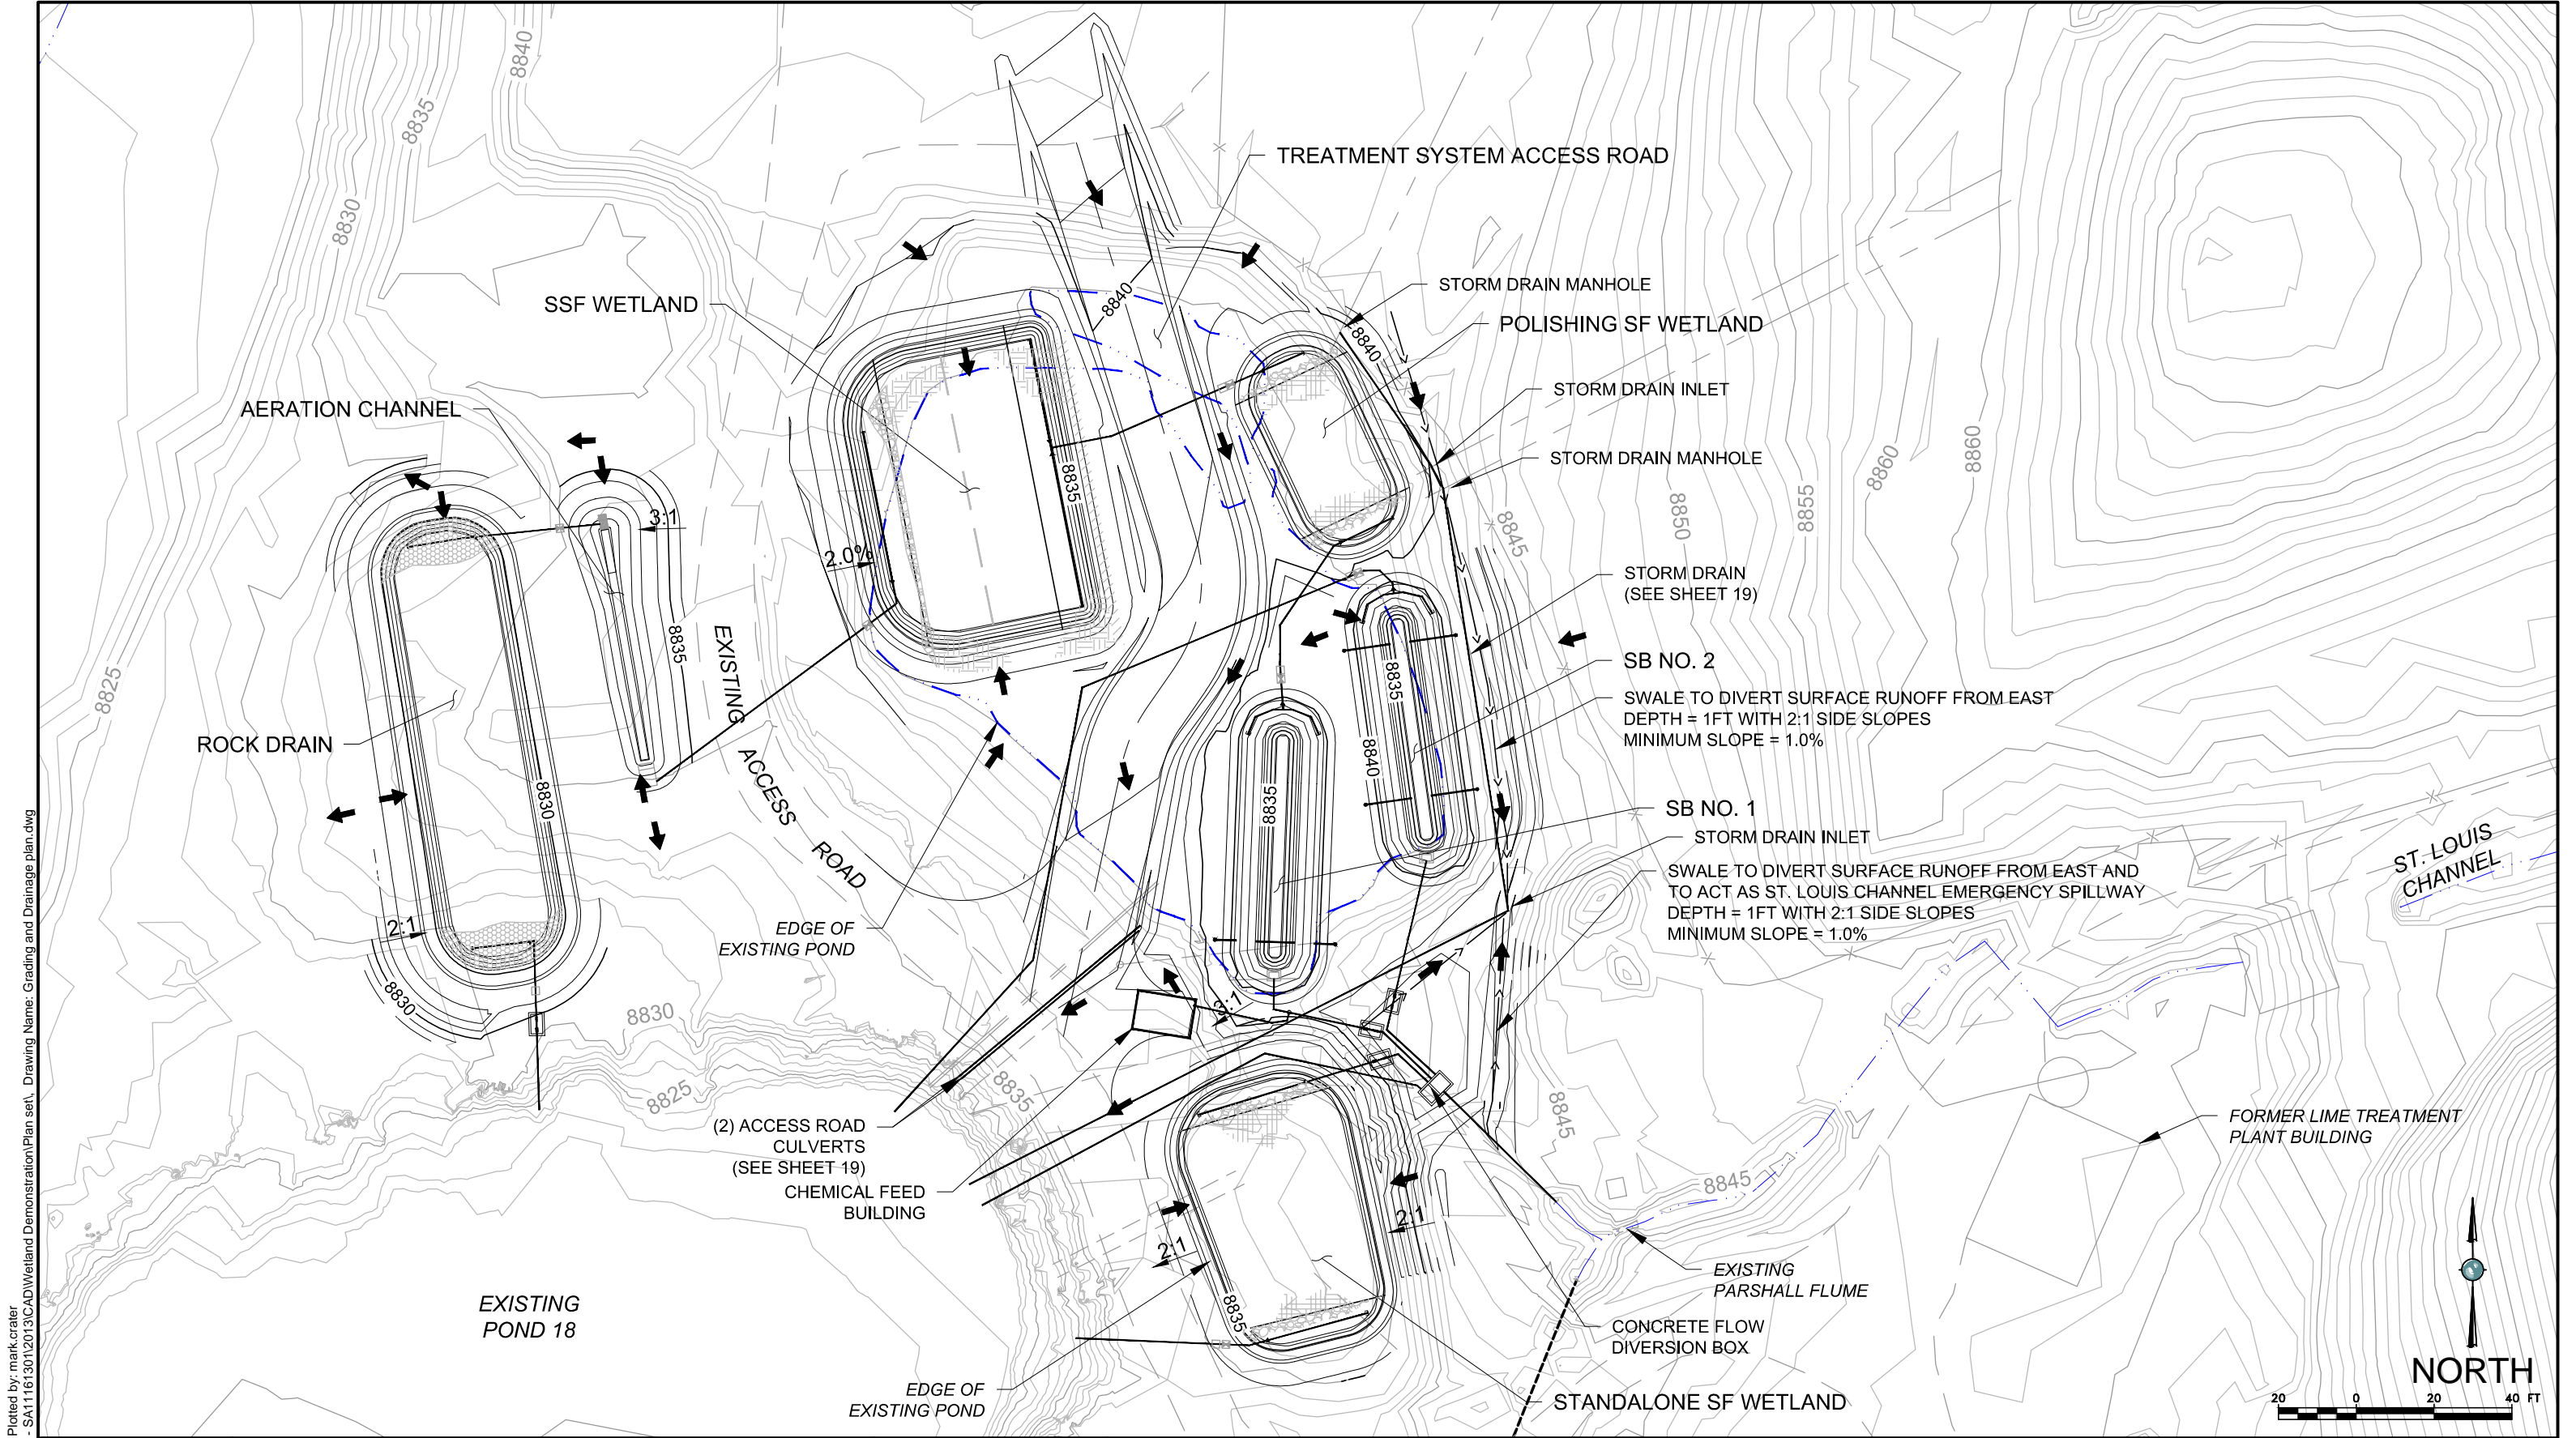 8840
8835
8830
TREATMENT SYSTEM ACCESS ROAD
STORM DRAIN MANHOLE
SSF WETLAND
8840
POLISHING SF WETLAND
8840
STORM DRAIN INLET
AERATION CHANNEL
STORM DRAIN MANHOLE
8860
8860
8855
8850
8845
8835
3:1
2.0%
STORM DRAIN
(SEE SHEET 19)
8835
EXISTING
ACCESS
ROAD
SB NO. 2
8835
8825
SWALE TO DIVERT SURFACE RUNOFF FROM EAST
DEPTH = 1FT WITH 2:1 SIDE SLOPES
MINIMUM SLOPE = 1.0%
ROCK DRAIN
8840
8830
8835
SB NO. 1
STORM DRAIN INLET
SWALE TO DIVERT SURFACE RUNOFF FROM EAST AND
TO ACT AS ST. LOUIS CHANNEL EMERGENCY SPILLWAY
DEPTH = 1FT WITH 2:1 SIDE SLOPES
MINIMUM SLOPE = 1.0%
ST. LOUIS
CHANNEL
EDGE OF
EXISTING POND
2:1
8830
8830
3:1
8825
8835
(2) ACCESS ROAD
CULVERTS
(SEE SHEET 19)
CHEMICAL FEED
BUILDING
8845
8845
FORMER LIME TREATMENT
PLANT BUILDING
2:1
2:1
8835
EXISTING
PARSHALL FLUME
EXISTING
POND 18
CONCRETE FLOW
DIVERSION BOX
EDGE OF
EXISTING POND
STANDALONE SF WETLAND
NORTH
20 0 20 40 FT
Plotted by: mark.crater
- SA11161301\2013\CAD\Wetland Demonstration\Plan set\, Drawing Name: Grading and Drainage plan.dwg